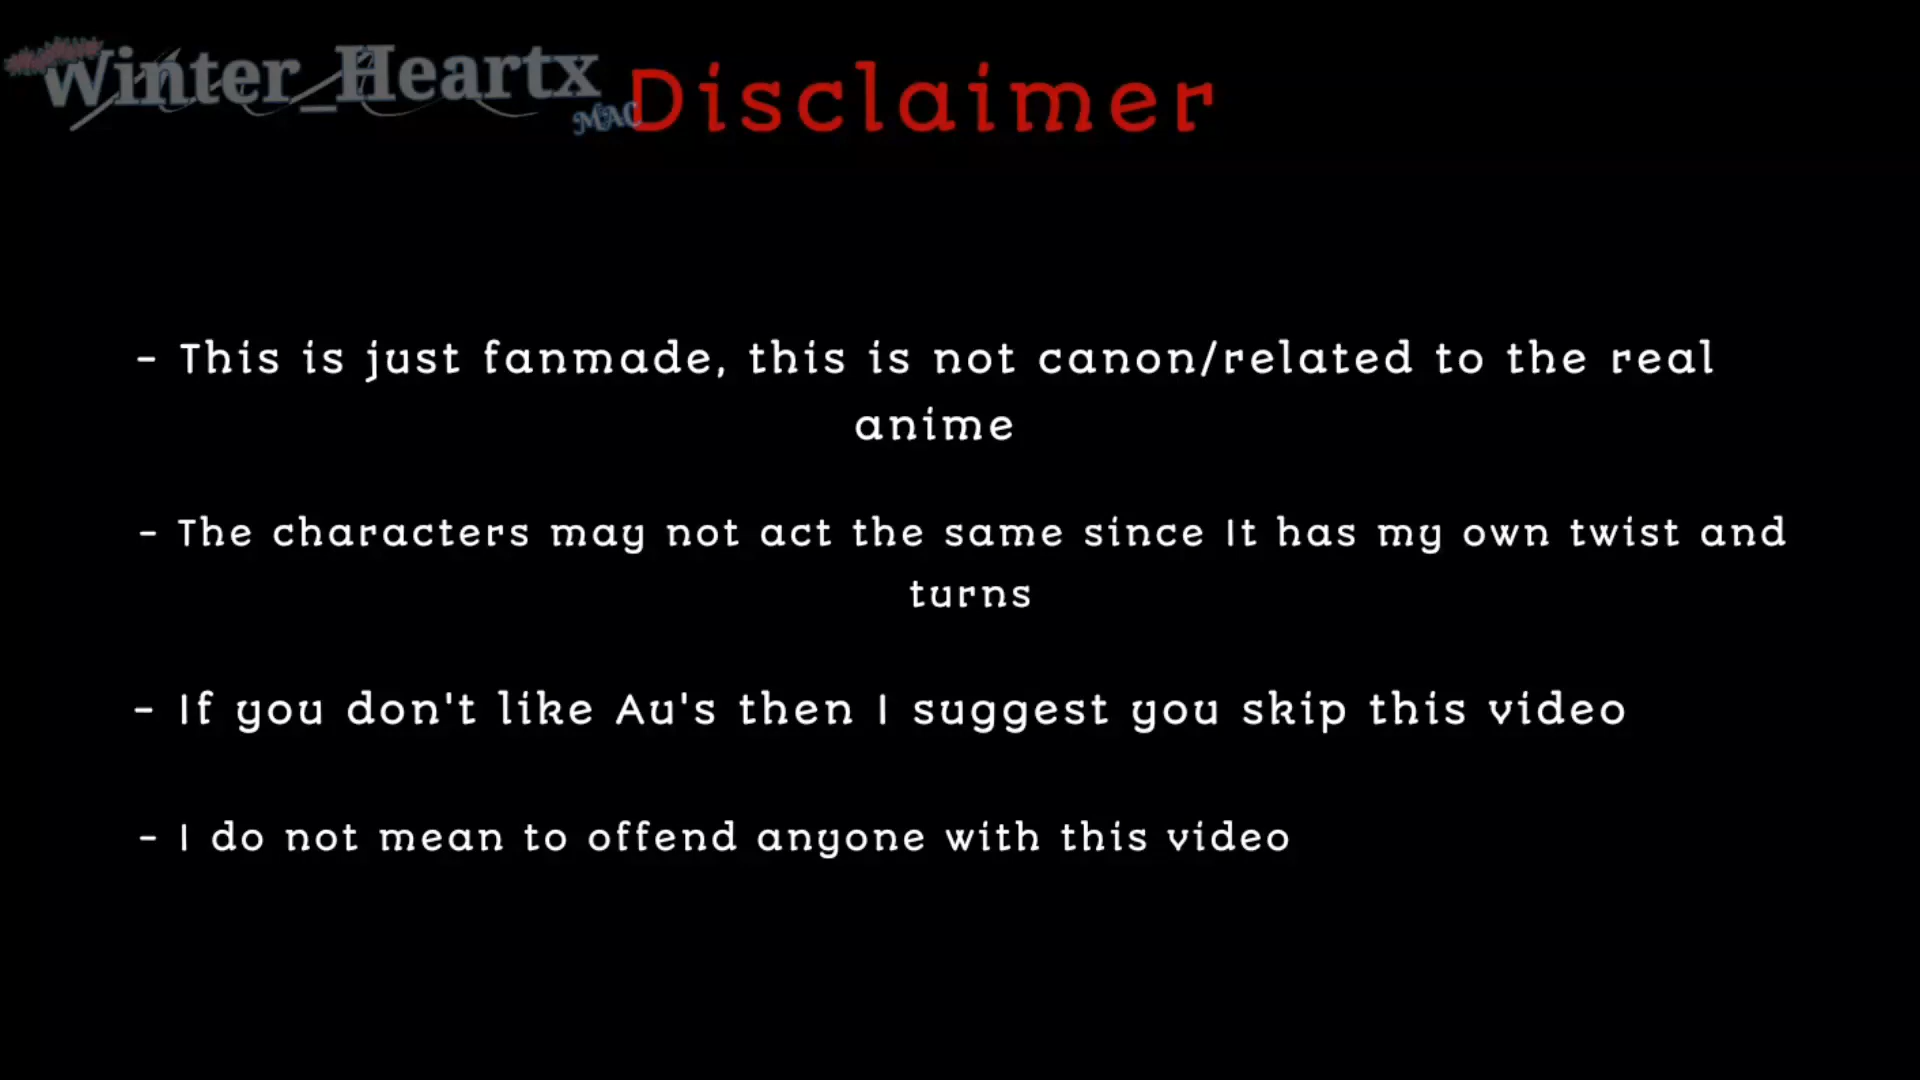 Winter_Heartx
MAC
Disclaimer
- This is just fanmade, this is not canon/related to the real
anime
- The characters may not act the same since It has my own twist and
turns
- If you don't like Au's then I suggest you skip this video
- I do not mean to offend anyone with this video